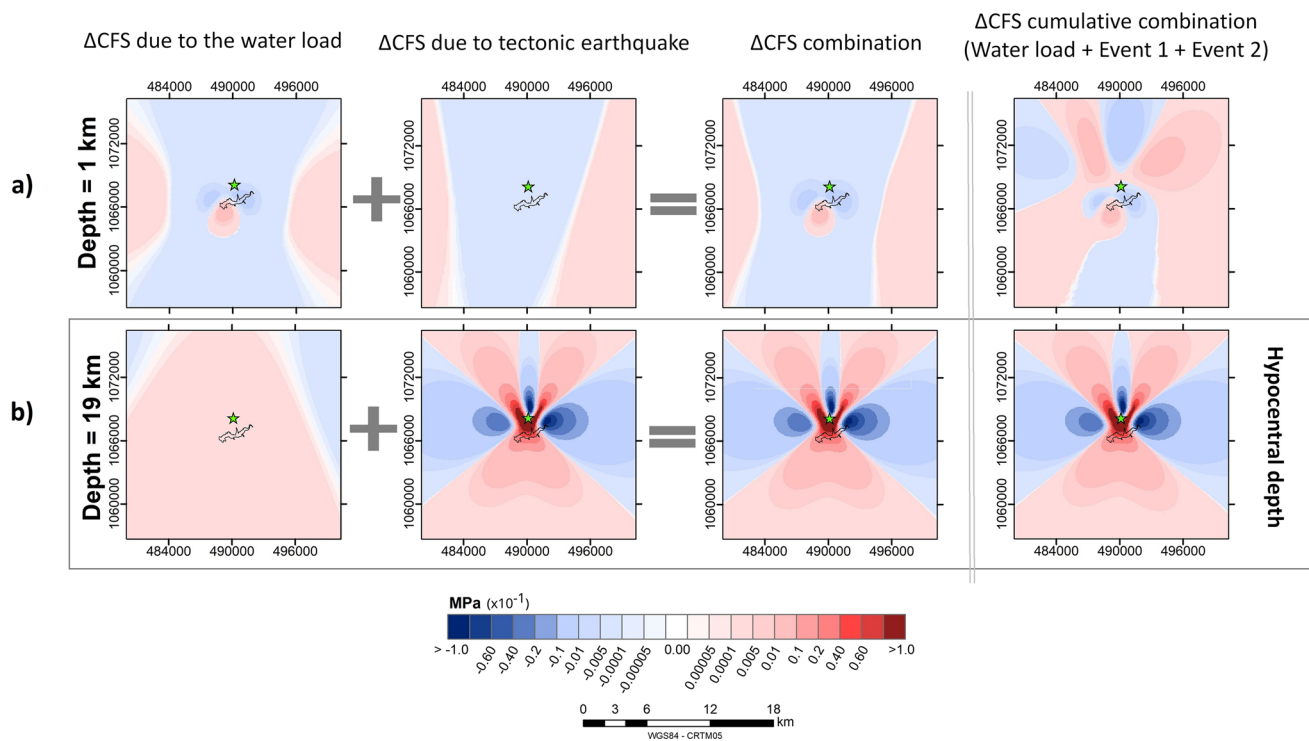 ΔCFS due to the water load
ΔCFS due to tectonic earthquake
ΔCFS combination
ΔCFS cumulative combination
(Water load + Event 1 + Event 2)
484000 490000 496000
484000 490000 496000
484000 490000 496000
484000 490000 496000
a)
Depth = 1 km
1072000
1066000
1060000
1072000
1066000
1060000
1072000
1066000
1060000
1072000
1066000
1060000
b)
Depth = 19 km
1072000
1066000
1060000
1072000
1066000
1060000
1072000
1066000
1060000
1072000
1066000
1060000
Hypocentral depth
484000 490000 496000
484000 490000 496000
484000 490000 496000
484000 490000 496000
MPa (x10⁻¹)
> -1.0 -0.60 -0.40 -0.2 -0.1 -0.01 -0.005 -0.0001 -0.00005 0.00 0.00005 0.0001 0.005 0.01 0.1 0.2 0.40 0.60 >1.0
0 3 6 12 18
km
WGS84 - CRTM05